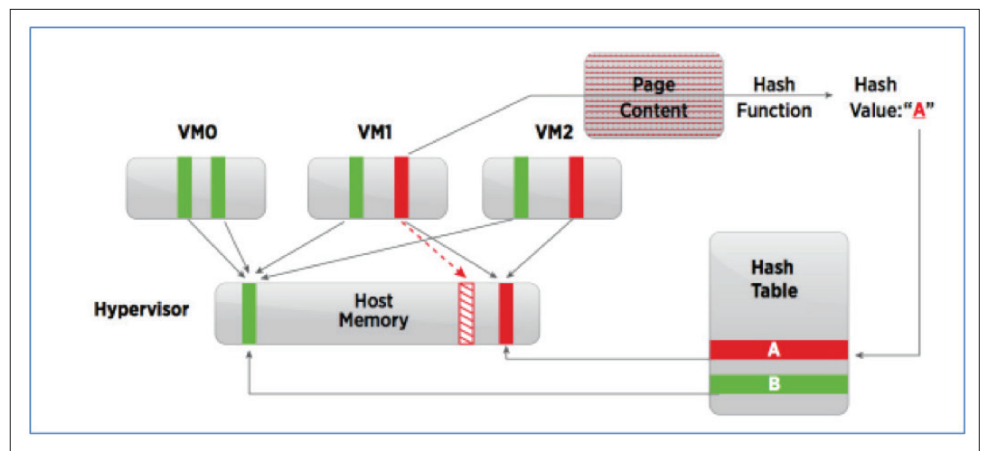 Page
Content
Hash
Function
Hash
Value:“A”
VM0
VM1
VM2
Hypervisor
Host
Memory
Hash
Table
A
B